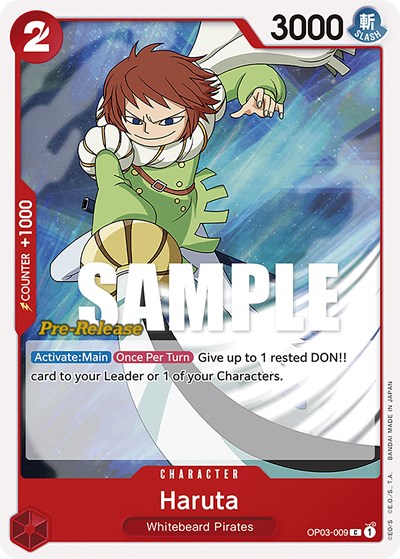 2
3000
斬
SLASH
COUNTER +1000
SAMPLE
Pre-Release
Activate:Main Once Per Turn Give up to 1 rested DON!!
card to your Leader or 1 of your Characters.
CHARACTER
Haruta
Whitebeard Pirates
OP03-009 C 1
©E.O/S ©E.O./S., T.A. BANDAI MADE IN JAPAN